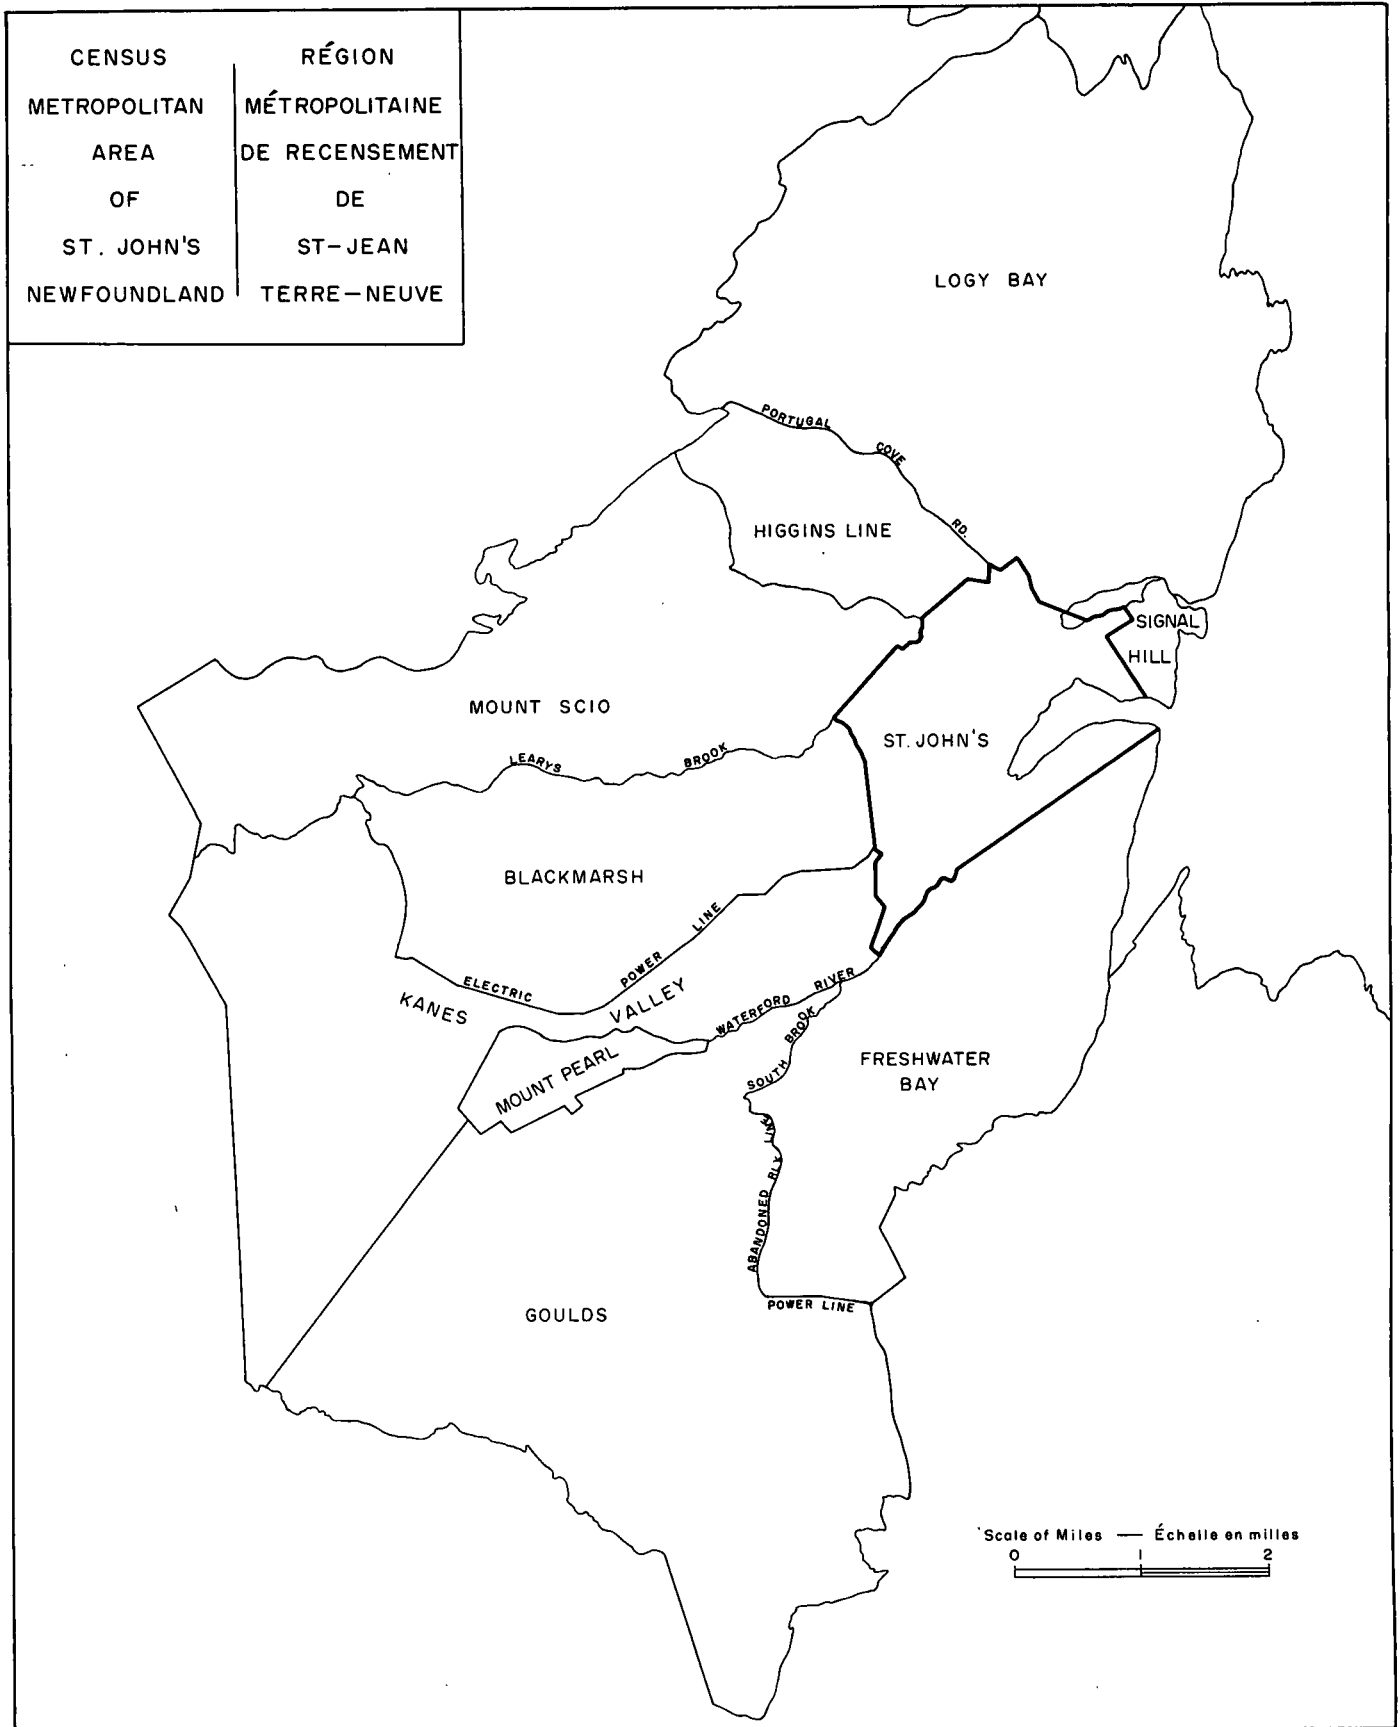 CENSUS
METROPOLITAN
AREA
OF
ST. JOHN'S
NEWFOUNDLAND
RÉGION
MÉTROPOLITAINE
DE RECENSEMENT
DE
ST-JEAN
TERRE-NEUVE
LOGY BAY
PORTUGAL COVE RD.
HIGGINS LINE
SIGNAL
HILL
MOUNT SCIO
ST. JOHN'S
LEARYS BROOK
BLACKMARSH
ELECTRIC POWER LINE
KANES VALLEY
WATERFORD RIVER
MOUNT PEARL
SOUTH BROOK
FRESHWATER
BAY
ABANDONED RLY LINE
POWER LINE
GOULDS
Scale of Miles — Échelle en milles
0 1 2